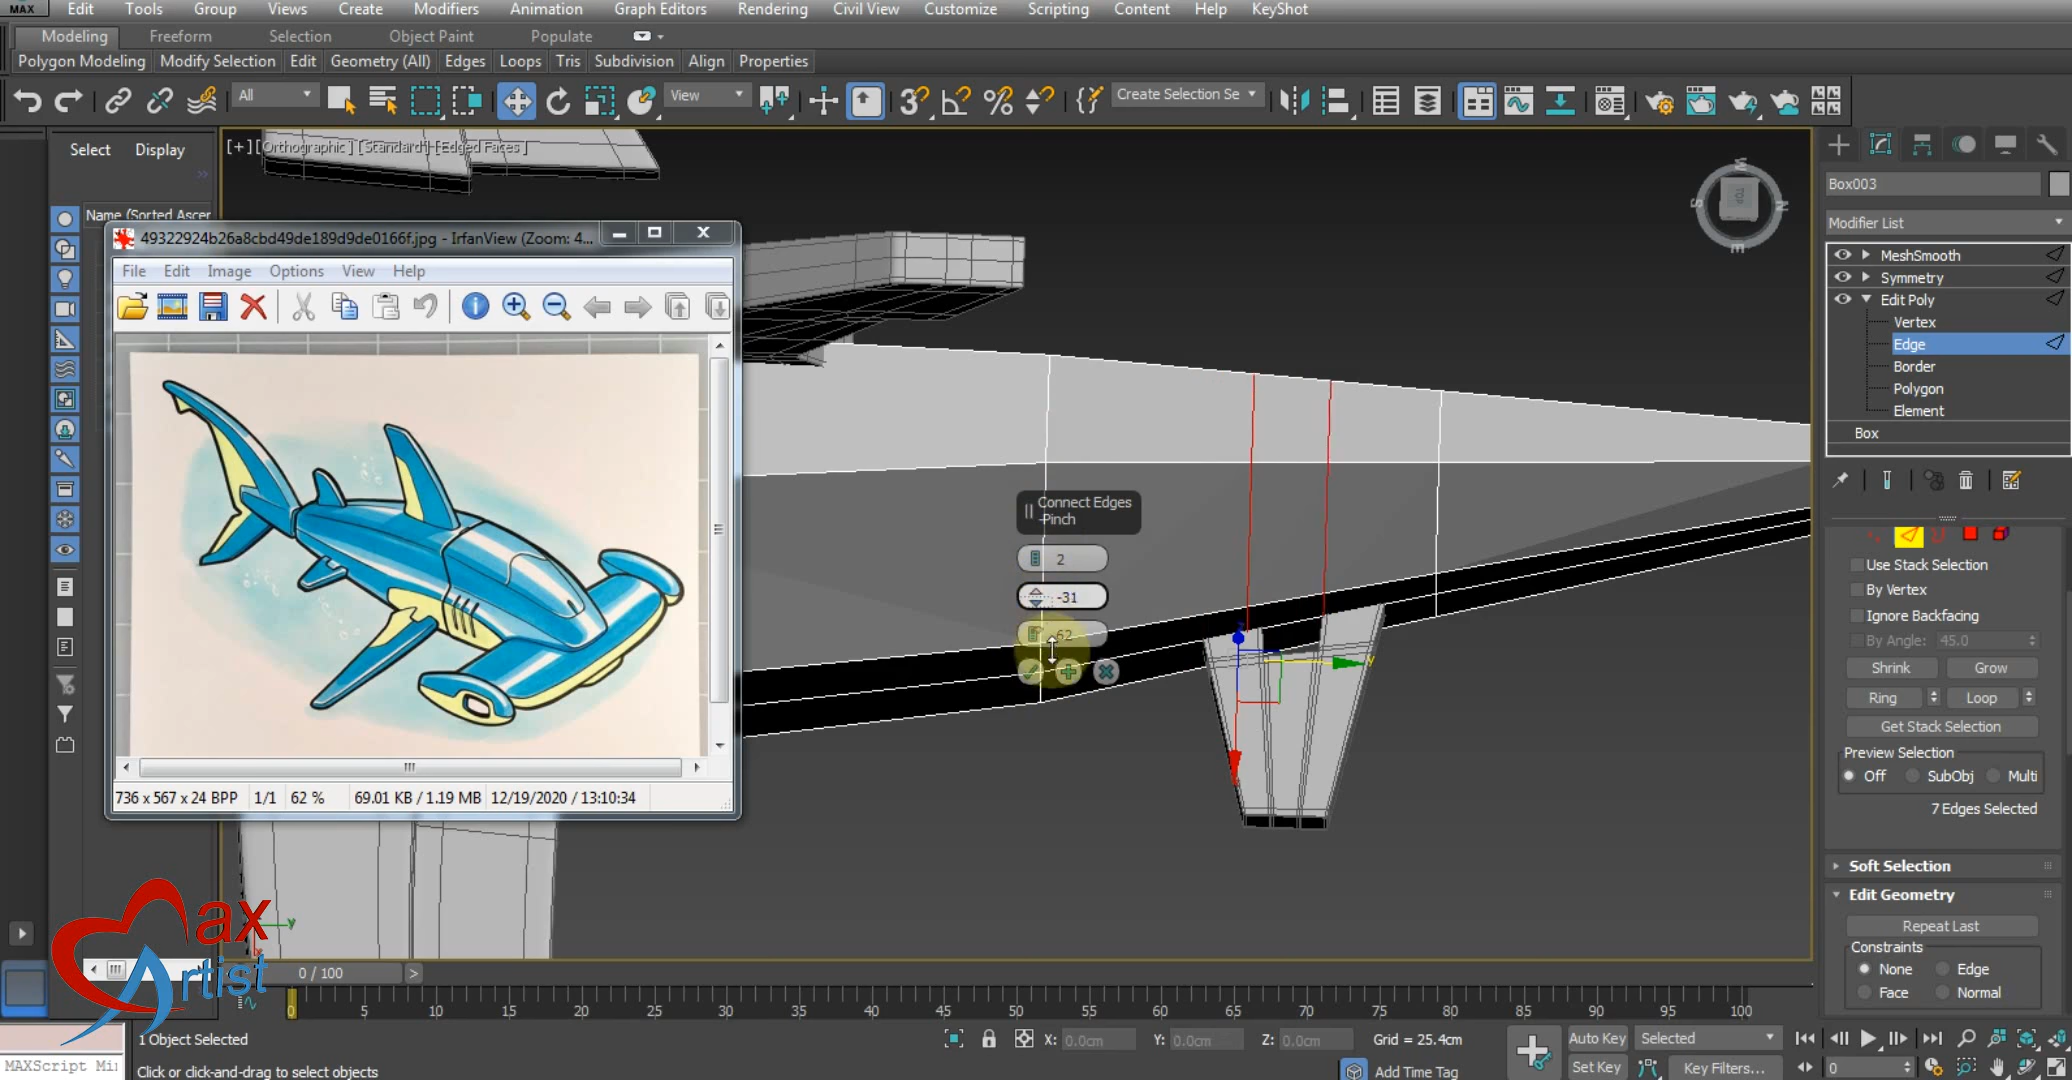 MAX Edit Tools Group Views Create Modifiers Animation Graph Editors Rendering Civil View Customize Scripting Content Help KeyShot
Modeling Freeform Selection Object Paint Populate
Polygon Modeling Modify Selection Edit Geometry (All) Edges Loops Tris Subdivision Align Properties
All View Create Selection Se
Select Display
Name (Sorted Ascer
[+][Orthographic] [Standard] [Edged Faces]
49322924b26a8cbd49de189d9de0166f.jpg - IrfanView (Zoom: 4...
File Edit Image Options View Help
736 x 567 x 24 BPP 1/1 62 % 69.01 KB / 1.19 MB 12/19/2020 / 13:10:34
Connect Edges
-Pinch
2
-31
62
W
S N
E
TOP
Box003
Modifier List
MeshSmooth
Symmetry
Edit Poly
Vertex
Edge
Border
Polygon
Element
Box
Use Stack Selection
By Vertex
Ignore Backfacing
By Angle: 45.0
Shrink Grow
Ring Loop
Get Stack Selection
Preview Selection
Off SubObj Multi
7 Edges Selected
Soft Selection
Edit Geometry
Repeat Last
Constraints
None Edge
Face Normal
Max
Artist
y
x
y
0 / 100 >
0 5 10 15 20 25 30 35 40 45 50 55 60 65 70 75 80 85 90 95 100
1 Object Selected
X: 0.0cm Y: 0.0cm Z: 0.0cm Grid = 25.4cm
Auto Key Selected
MAXScript Mi
Click or click-and-drag to select objects
Add Time Tag
Set Key Key Filters... 0